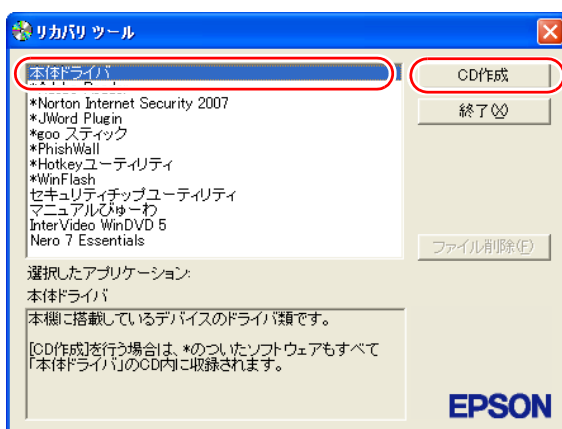 リカバリ ツール
本体ドライバ
*Norton Internet Security 2007
*JWord Plugin
*goo スティック
*PhishWall
*Hotkeyユーティリティ
*WinFlash
セキュリティチップユーティリティ
マニュアルびゅーわ
InterVideo WinDVD 5
Nero 7 Essentials
CD作成
終了(X)
ファイル削除(F)
選択したアプリケーション:
本体ドライバ
本機に搭載しているデバイスのドライバ類です。
[CD作成]を行う場合は、*のついたソフトウェアもすべて
「本体ドライバ」のCD内に収録されます。
EPSON